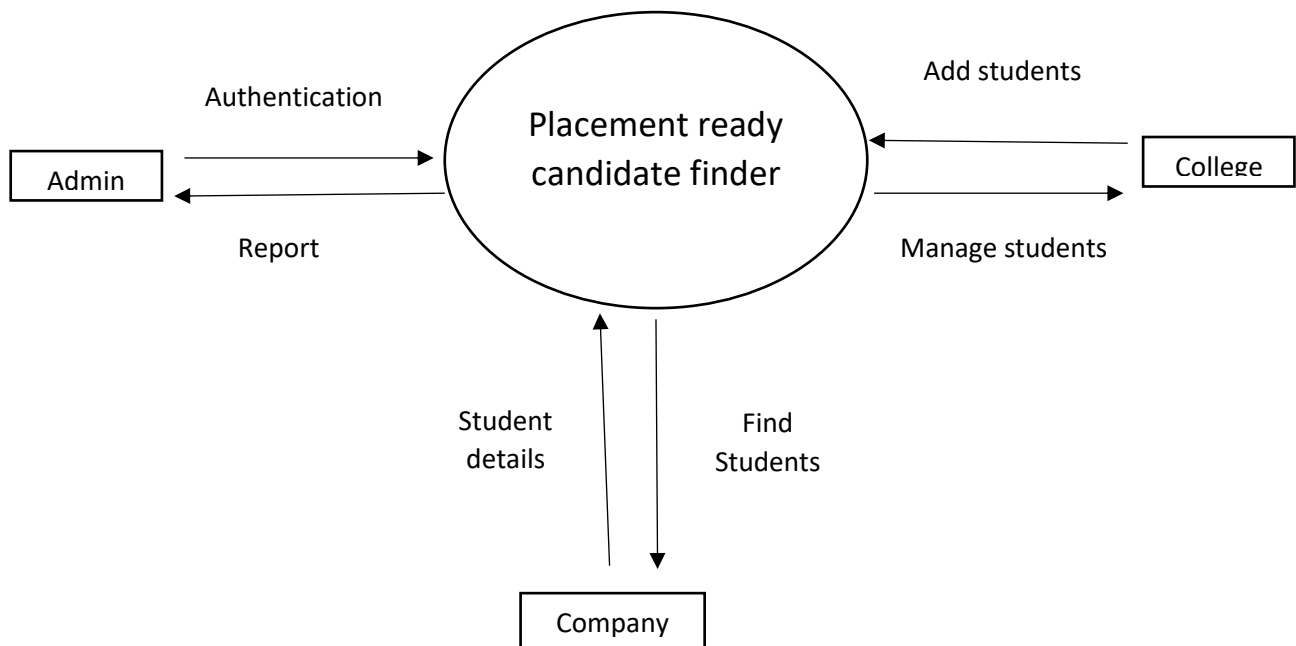 Add students
Authentication
Placement ready
candidate finder
Admin
College
Report
Manage students
Student
details
Find
Students
Company